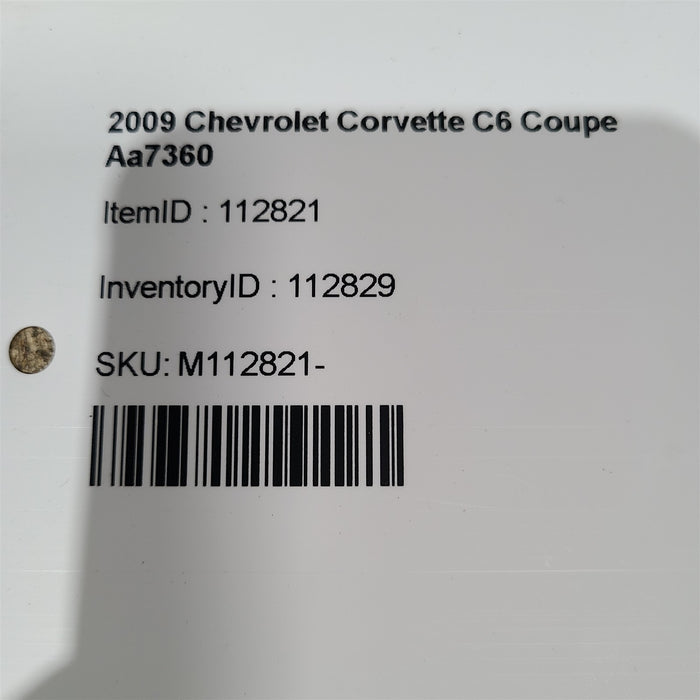 2009 Chevrolet Corvette C6 Coupe
Aa7360
ItemID : 112821
InventoryID : 112829
SKU: M112821-